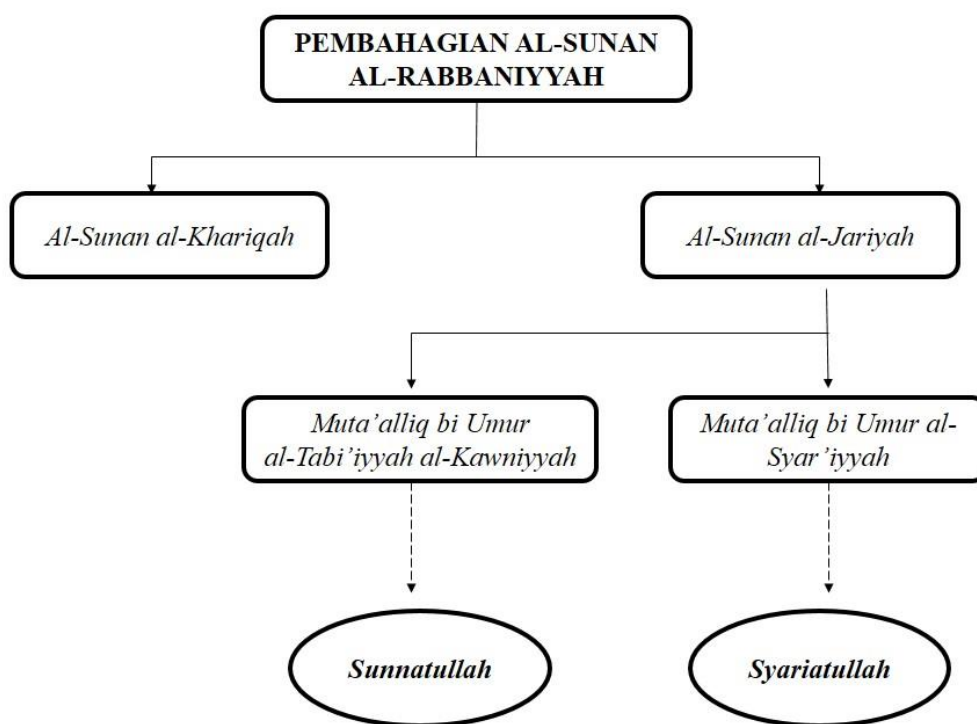 PEMBAHAGIAN AL-SUNAN
AL-RABBANIYYAH
Al-Sunan al-Khariqah
Al-Sunan al-Jariyah
Muta’alliq bi Umur
al-Tabi’iyyah al-Kawniyyah
Muta’alliq bi Umur al-
Syar’iyyah
Sunnatullah
Syariatullah